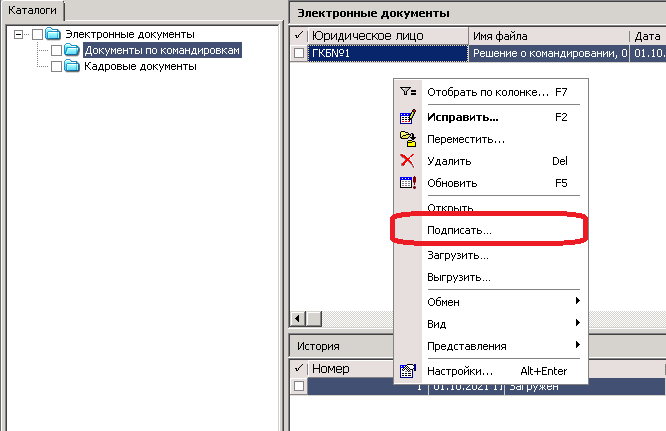 Каталоги
Электронные документы
Документы по командировкам
Кадровые документы
Электронные документы
Юридическое лицо Имя файла Дата
ГКБ№1 Решение о командировании, 0 01.10.
Отобрать по колонке... F7
Исправить... F2
Переместить...
Удалить Del
Обновить F5
Открыть
Подписать...
Загрузить...
Выгрузить...
Обмен
Вид
Представления
Настройки... Alt+Enter
История
Номер
1 01.10.2021 1 Загружен